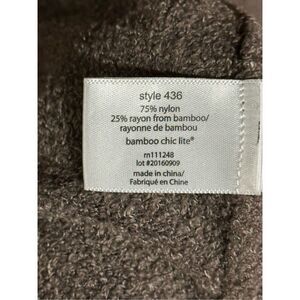 style 436
75% nylon
25% rayon from bamboo/
rayonne de bambou
bamboo chic lite®
rn111248
lot #20160909
made in china/
Fabriqué en Chine